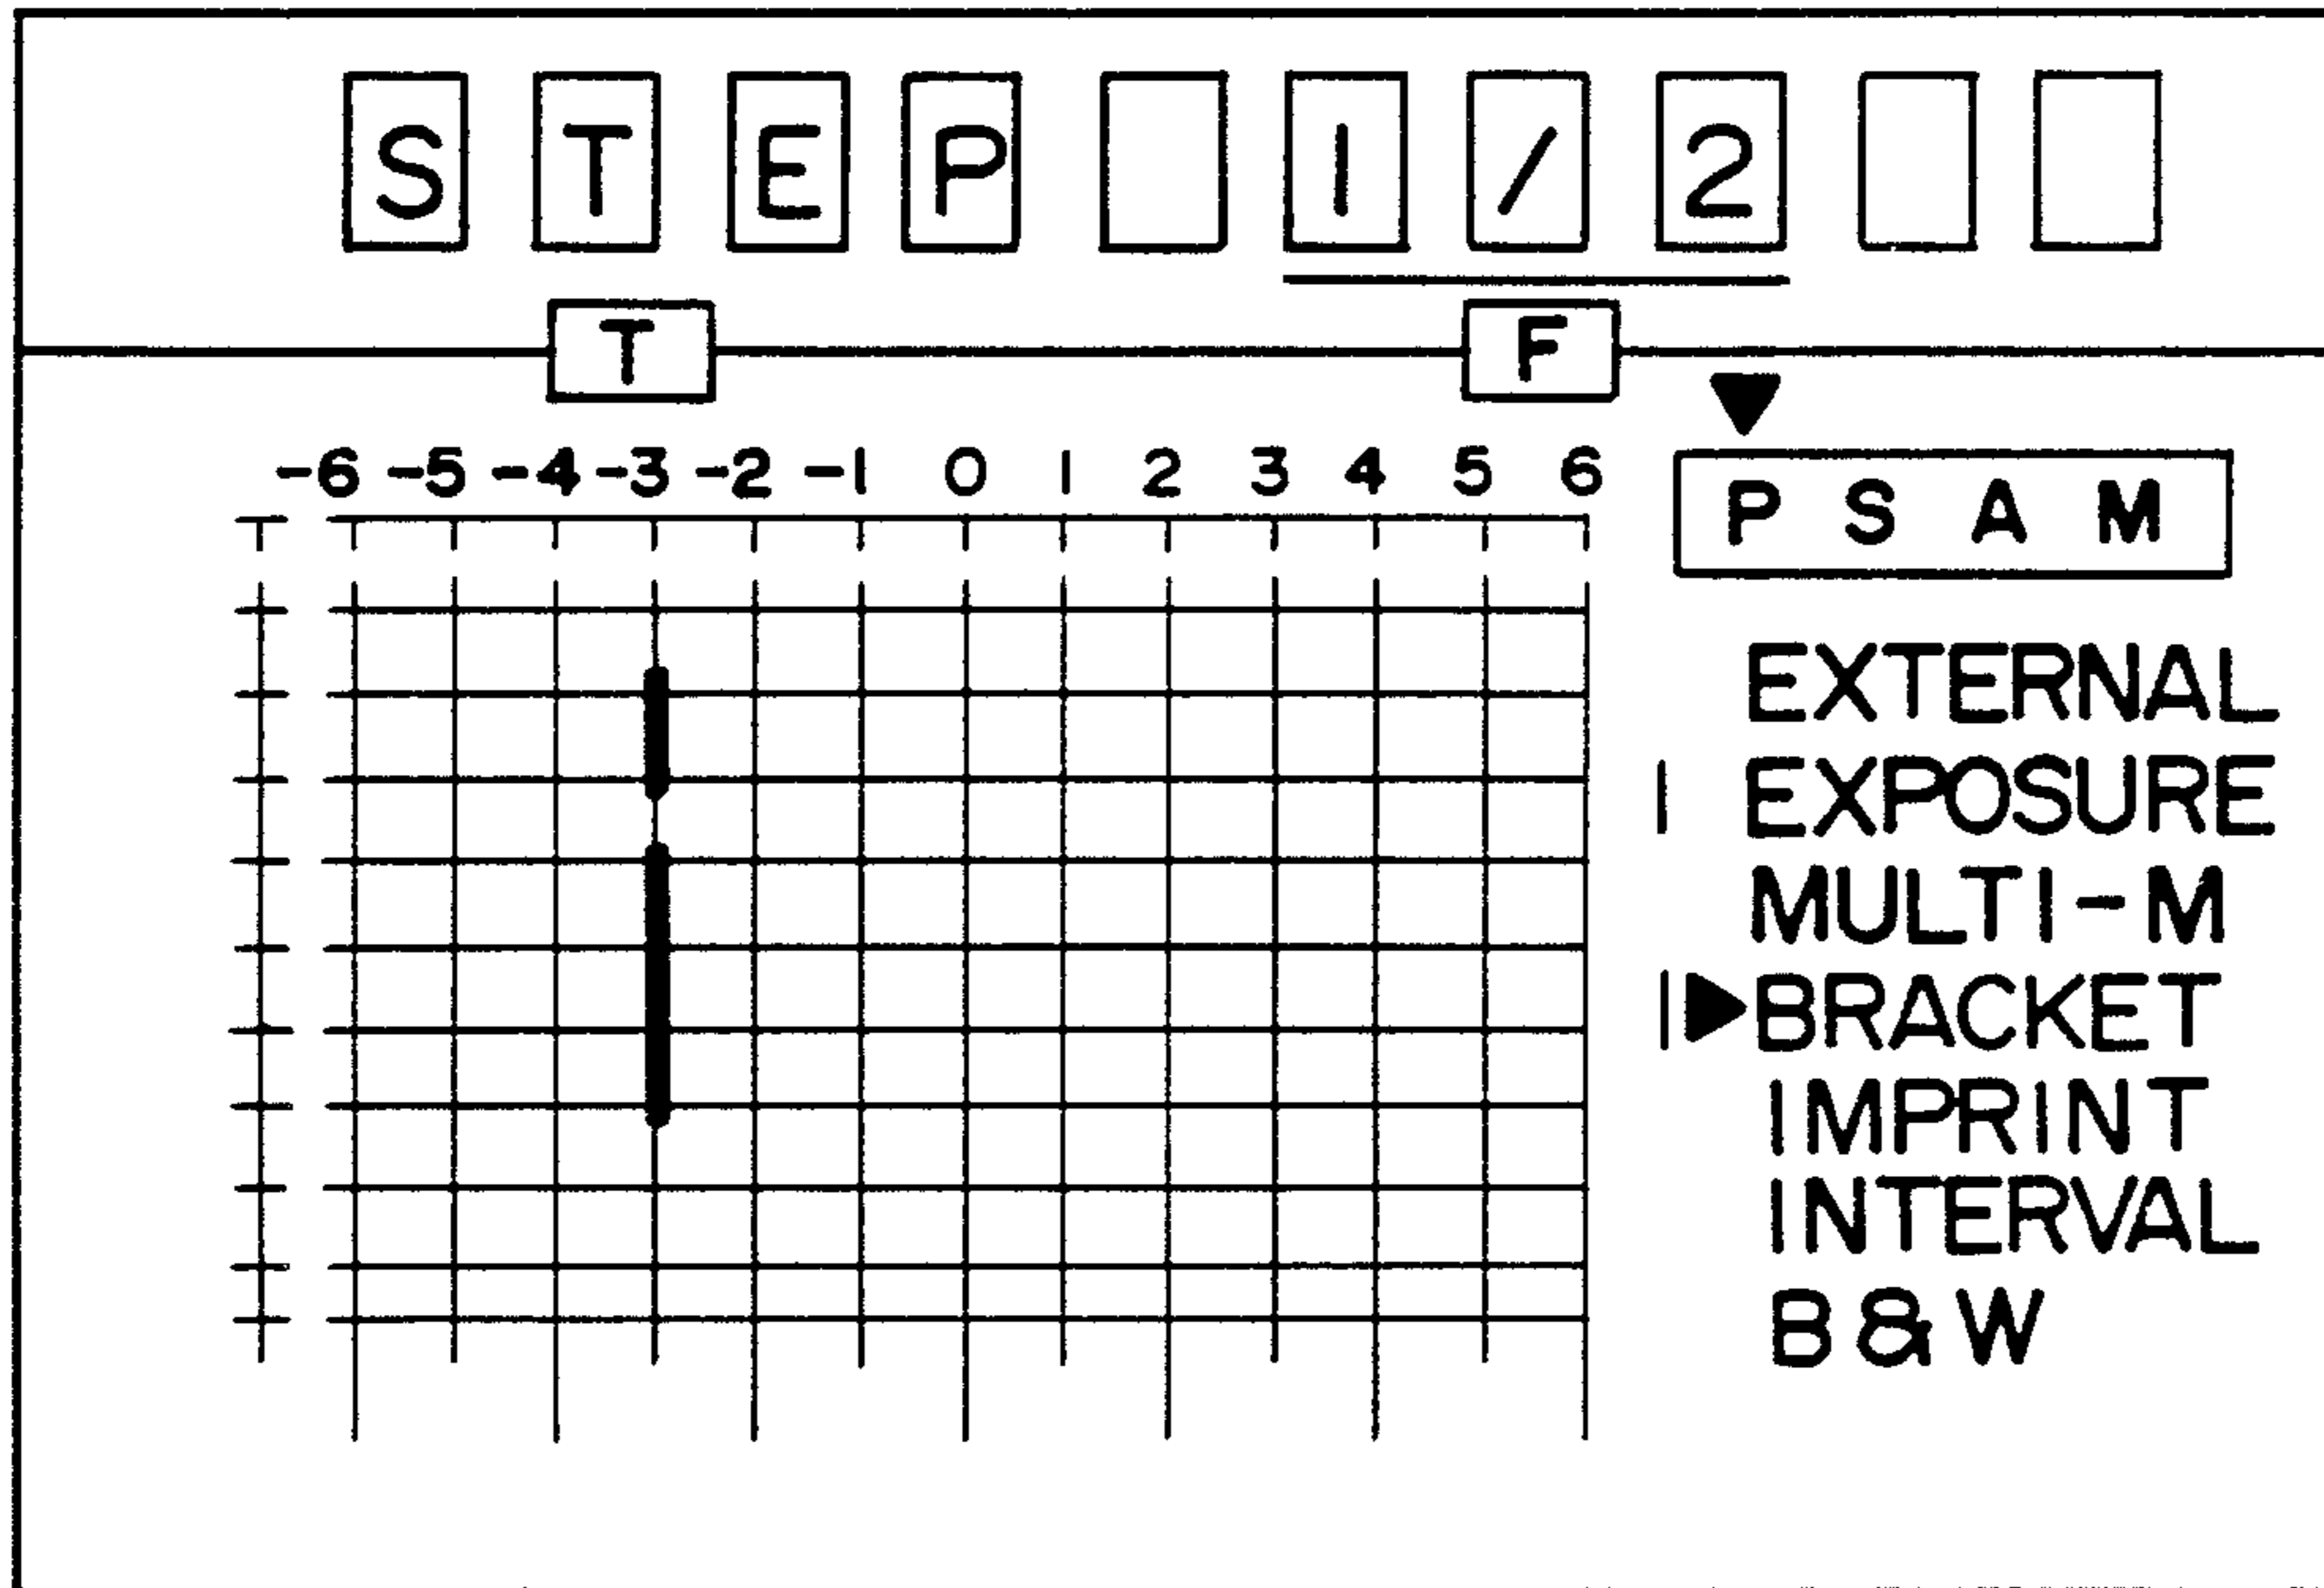 STEP 1/2
T F
-6 -5 -4 -3 -2 -1 0 1 2 3 4 5 6
P S A M
EXTERNAL
EXPOSURE
MULTI-M
BRACKET
IMPRINT
INTERVAL
B&W